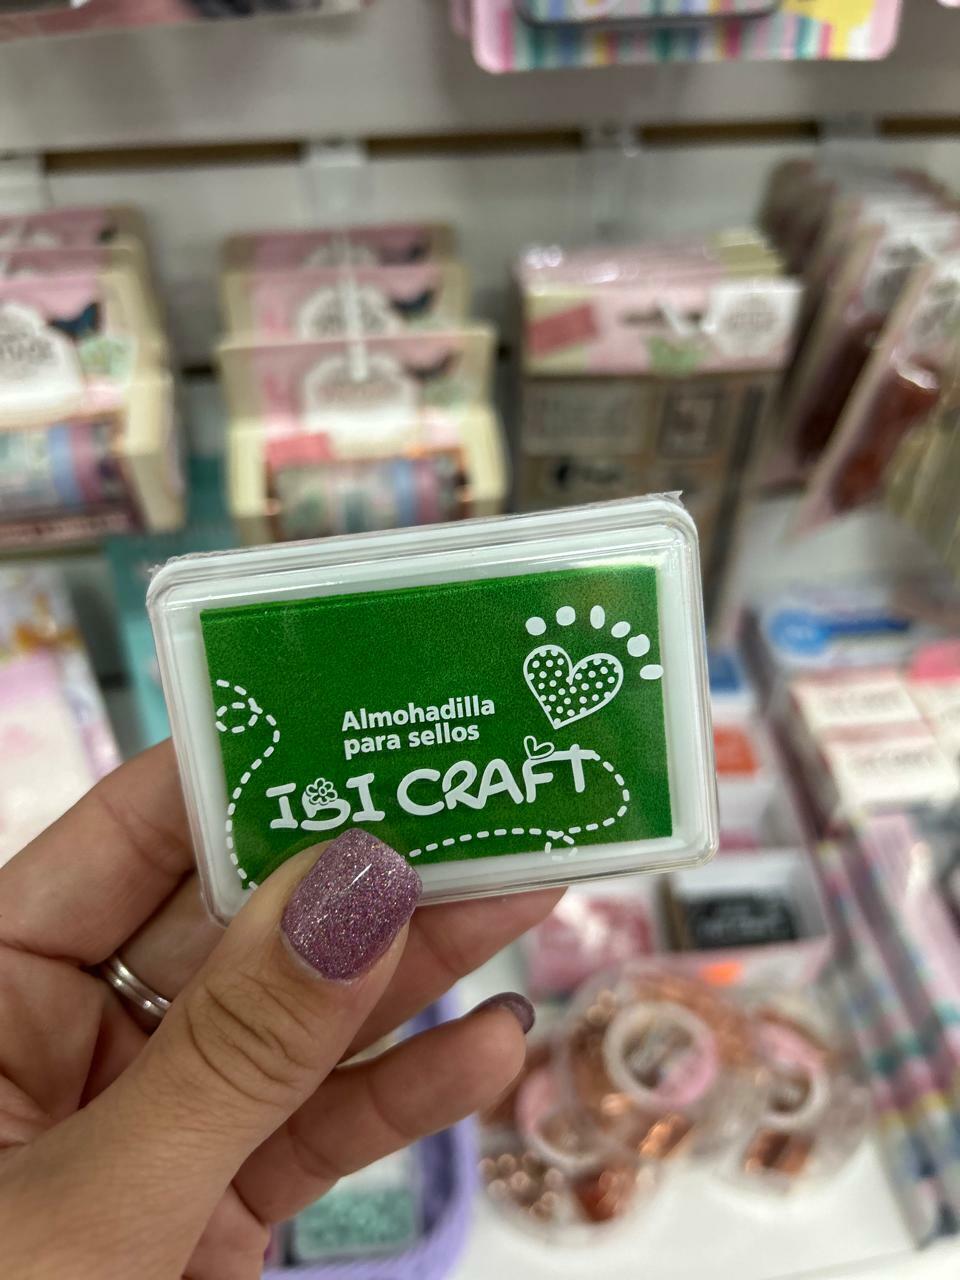 Almohadilla
para sellos
IBI CRAFT